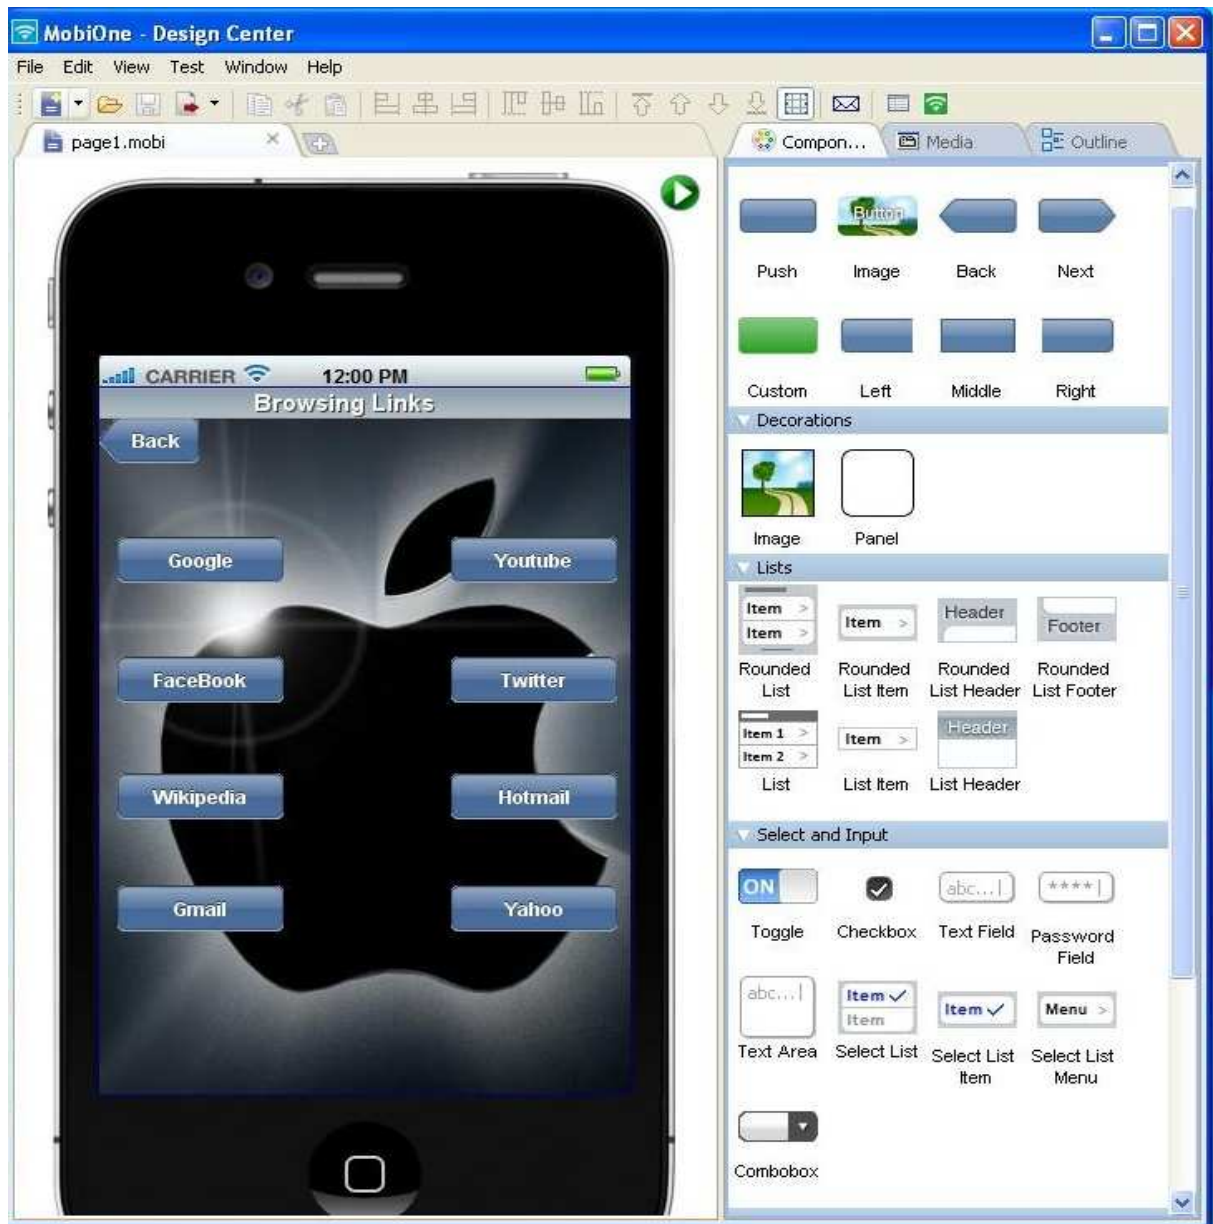 MobiOne - Design Center
File Edit View Test Window Help
page1.mobi
Compon... Media Outline
CARRIER 12:00 PM
Browsing Links
Back
Google Youtube
FaceBook Twitter
Wikipedia Hotmail
Gmail Yahoo
Button
Push Image Back Next
Custom Left Middle Right
Decorations
Image Panel
Lists
Item > Item > Header Footer
Item >
Rounded List Rounded List Item Rounded List Header Rounded List Footer
Item 1 > Item > Header
Item 2 >
List List Item List Header
Select and Input
ON abc...| ****|
Toggle Checkbox Text Field Password Field
abc...| Item ✓ Item ✓ Menu >
Item
Text Area Select List Select List Item Select List Menu
Combobox